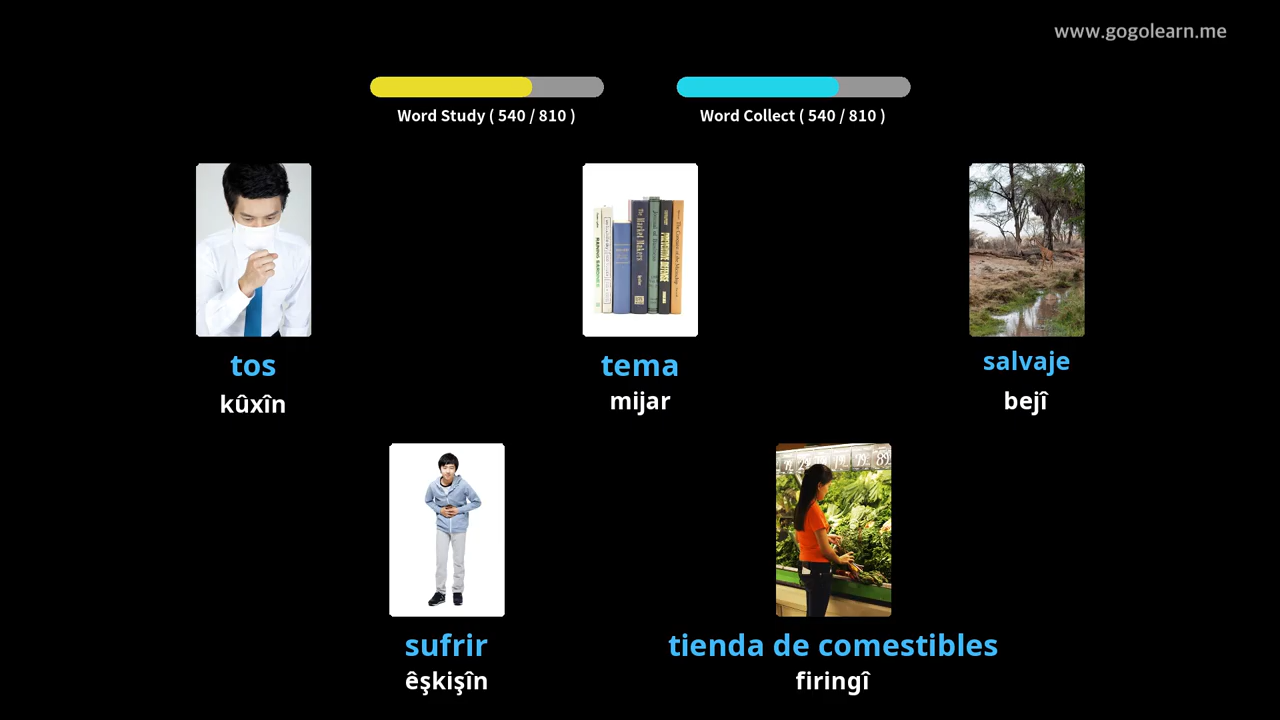 www.gogolearn.me
Word Study ( 540 / 810 )
Word Collect ( 540 / 810 )
tos
kûxîn
tema
mijar
salvaje
bejî
sufrir
êşkişîn
tienda de comestibles
firingî